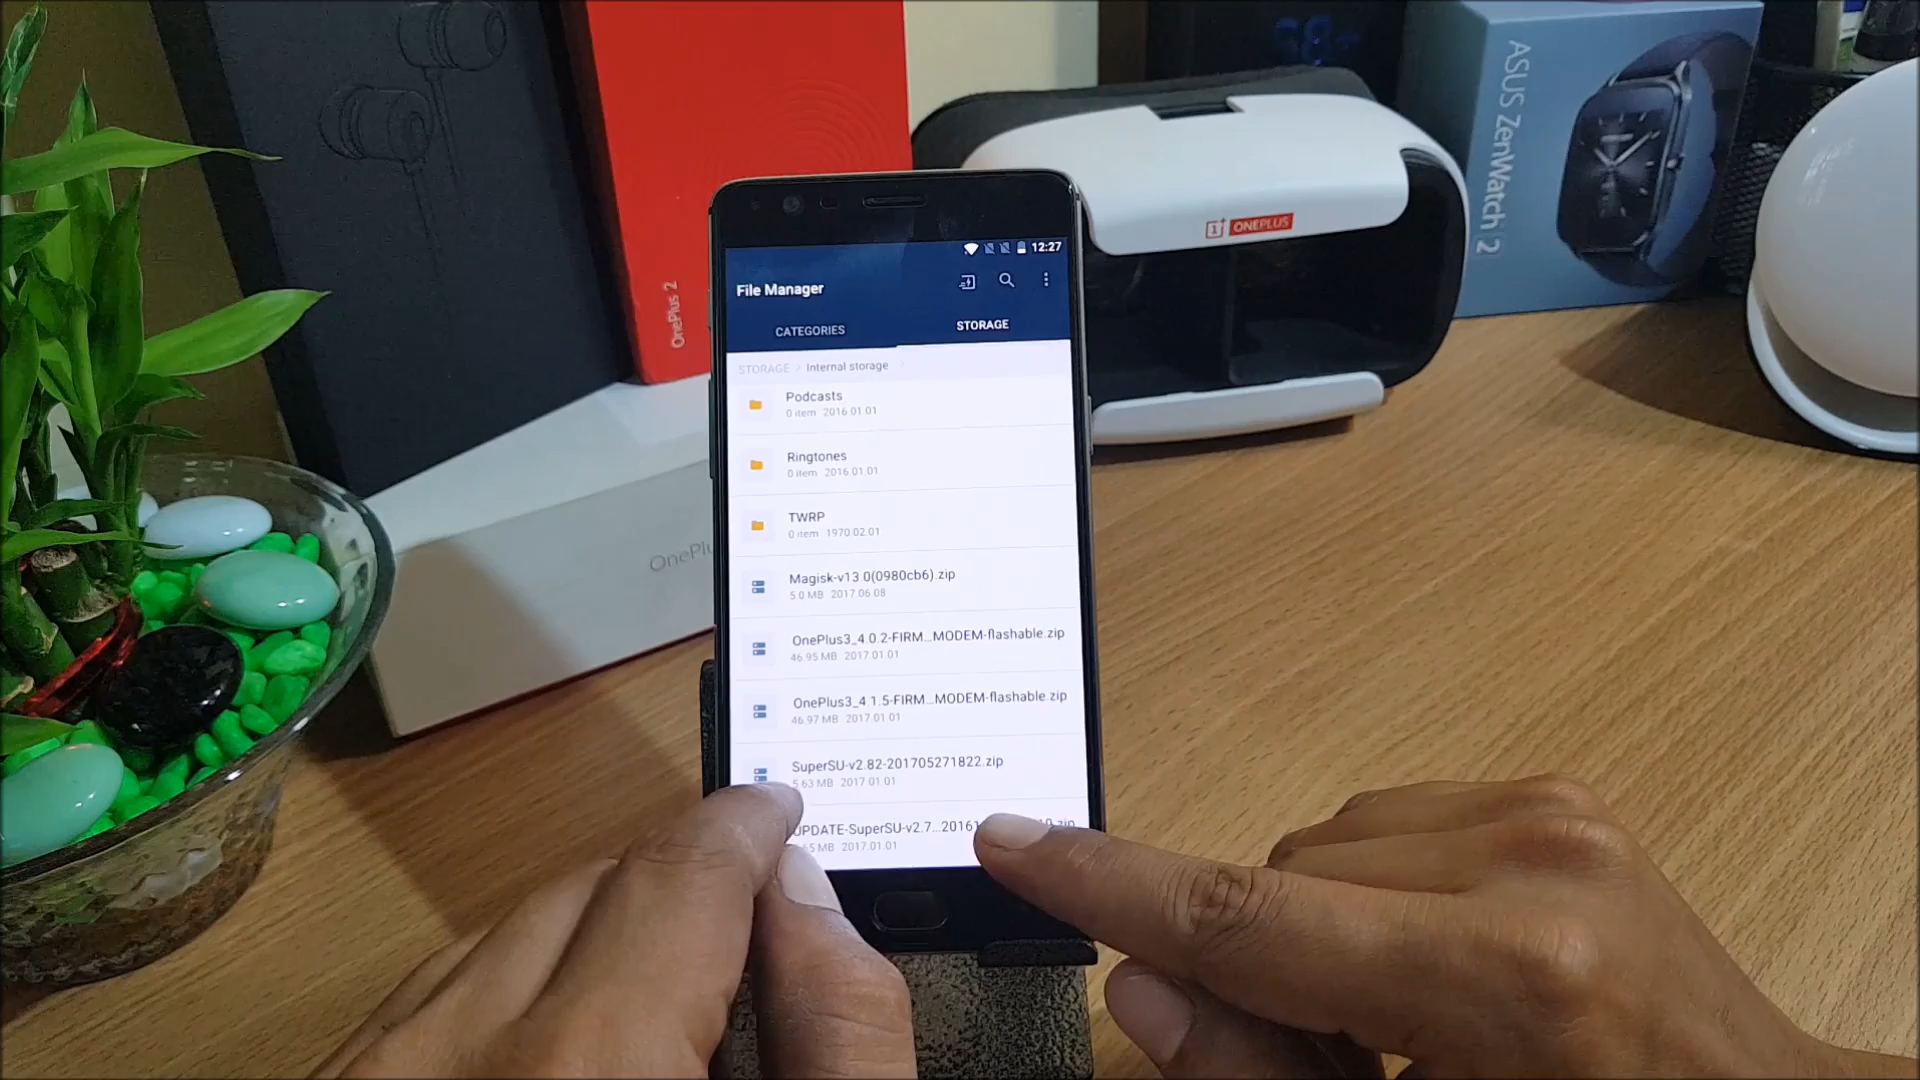 ASUS ZenWatch 2
ONEPLUS
OnePlus 2
12:27
File Manager
CATEGORIES
STORAGE
STORAGE > Internal storage >
Podcasts
0 item 2016.01.01
Ringtones
0 item 2016.01.01
TWRP
0 item 1970.02.01
Magisk-v13.0(0980cb6).zip
5.0 MB 2017.06.08
OnePlus3_4.0.2-FIRM...MODEM-flashable.zip
46.95 MB 2017.01.01
OnePlus3_4.1.5-FIRM...MODEM-flashable.zip
46.97 MB 2017.01.01
SuperSU-v2.82-201705271822.zip
5.63 MB 2017.01.01
UPDATE-SuperSU-v2.7...2016
MB 2017.01.01